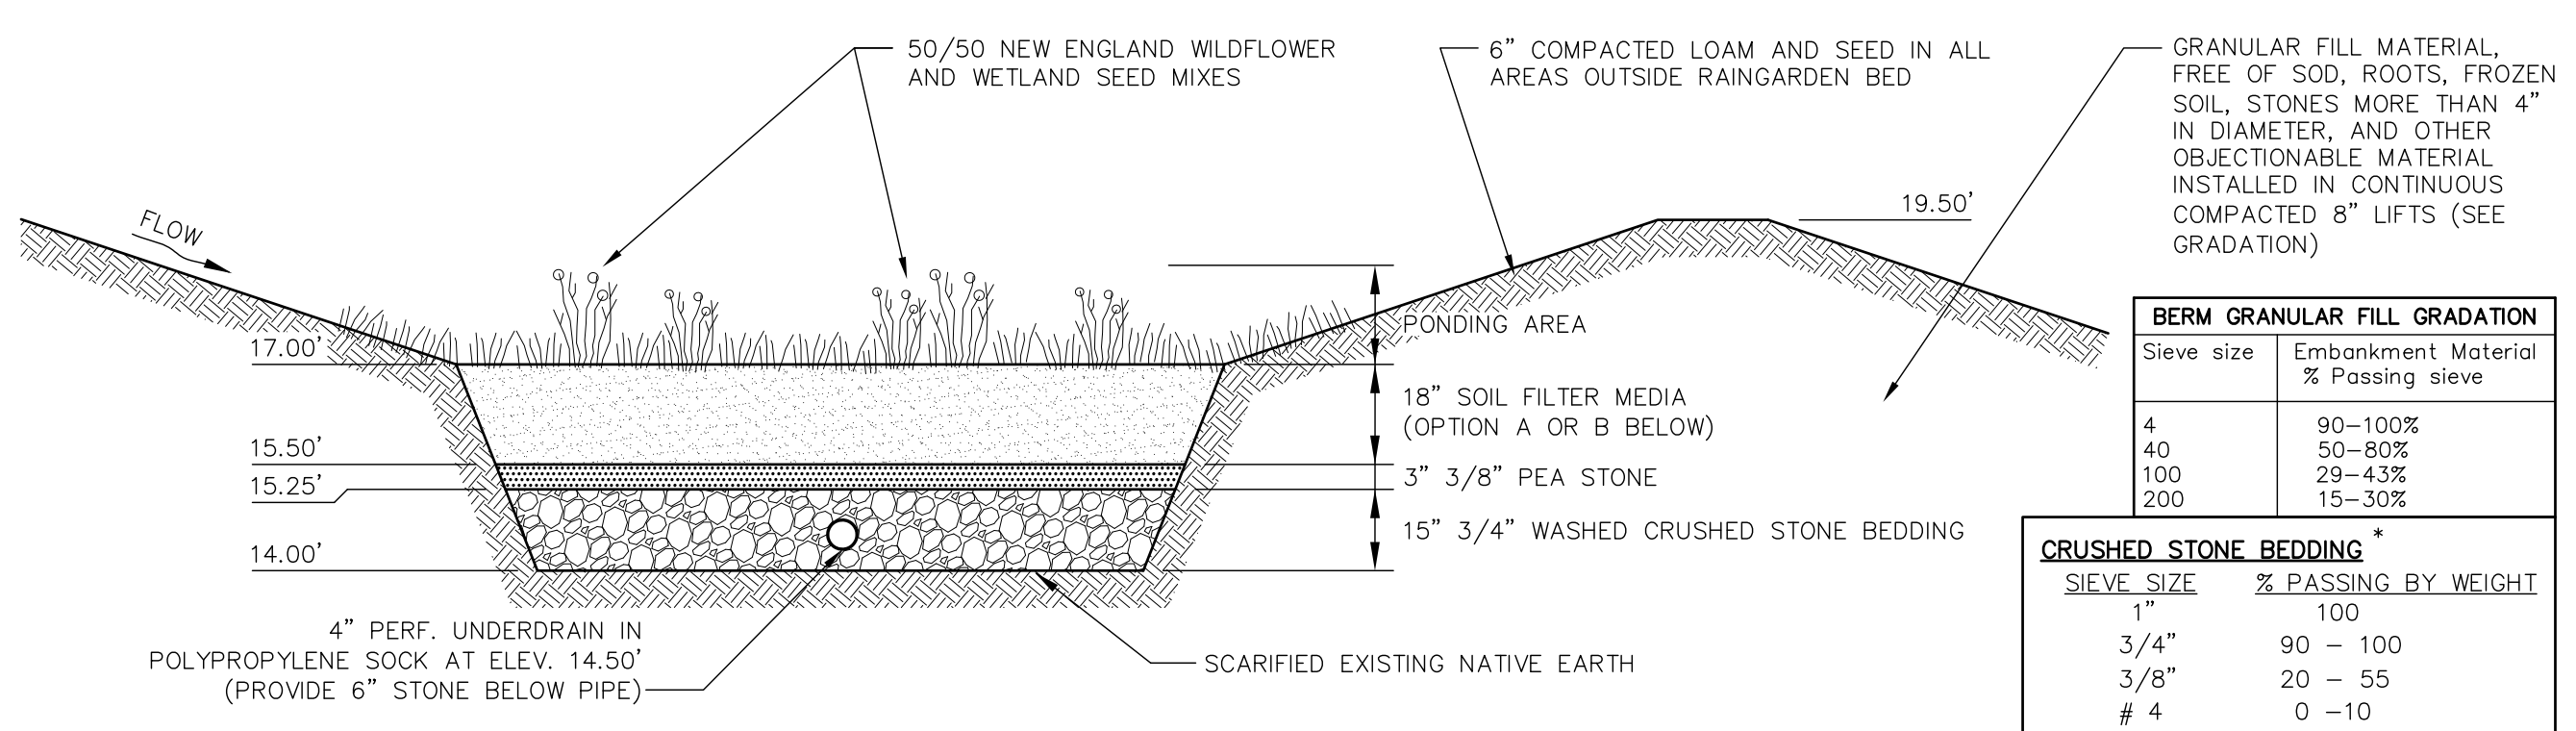 50/50 NEW ENGLAND WILDFLOWER
AND WETLAND SEED MIXES
6” COMPACTED LOAM AND SEED IN ALL
AREAS OUTSIDE RAINGARDEN BED
GRANULAR FILL MATERIAL,
FREE OF SOD, ROOTS, FROZEN
SOIL, STONES MORE THAN 4”
IN DIAMETER, AND OTHER
OBJECTIONABLE MATERIAL
INSTALLED IN CONTINUOUS
COMPACTED 8” LIFTS (SEE
GRADATION)
FLOW
19.50’
17.00’
15.50’
15.25’
14.00’
PONDING AREA
18” SOIL FILTER MEDIA
(OPTION A OR B BELOW)
3” 3/8” PEA STONE
15” 3/4” WASHED CRUSHED STONE BEDDING
4” PERF. UNDERDRAIN IN
POLYPROPYLENE SOCK AT ELEV. 14.50’
(PROVIDE 6” STONE BELOW PIPE)
SCARIFIED EXISTING NATIVE EARTH
BERM GRANULAR FILL GRADATION
Sieve size Embankment Material
% Passing sieve
4 90–100%
40 50–80%
100 29–43%
200 15–30%
CRUSHED STONE BEDDING *
SIEVE SIZE % PASSING BY WEIGHT
1” 100
3/4” 90 – 100
3/8” 20 – 55
# 4 0 –10